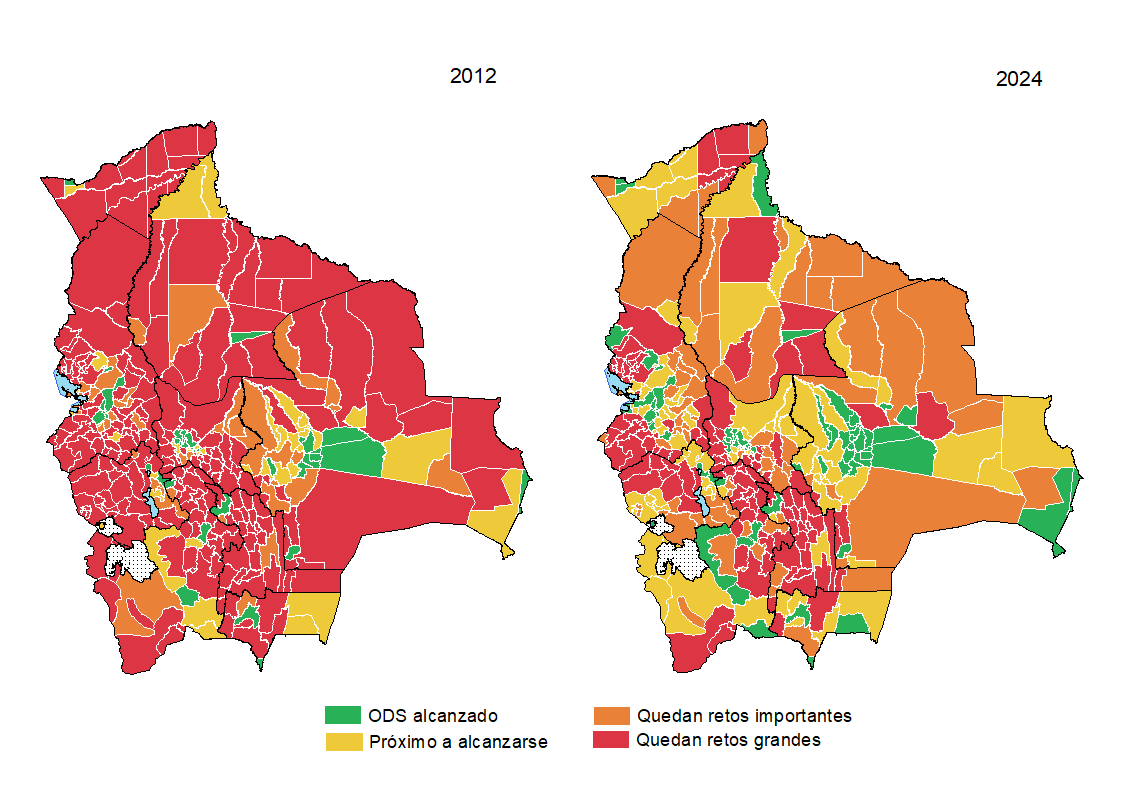 2012
2024
ODS alcanzado
Quedan retos importantes
Próximo a alcanzarse
Quedan retos grandes